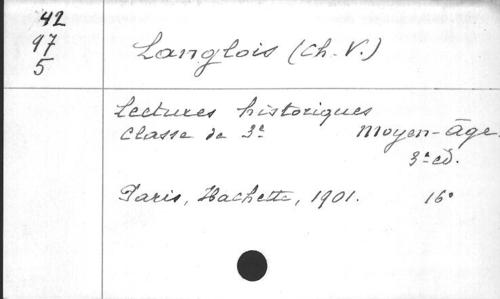 42
97
5
Langlois (Ch. V.)
Lectures historiques
Classe de 3e Moyen-Âge.
3e éd.
Paris, Hachette, 1901. 16°